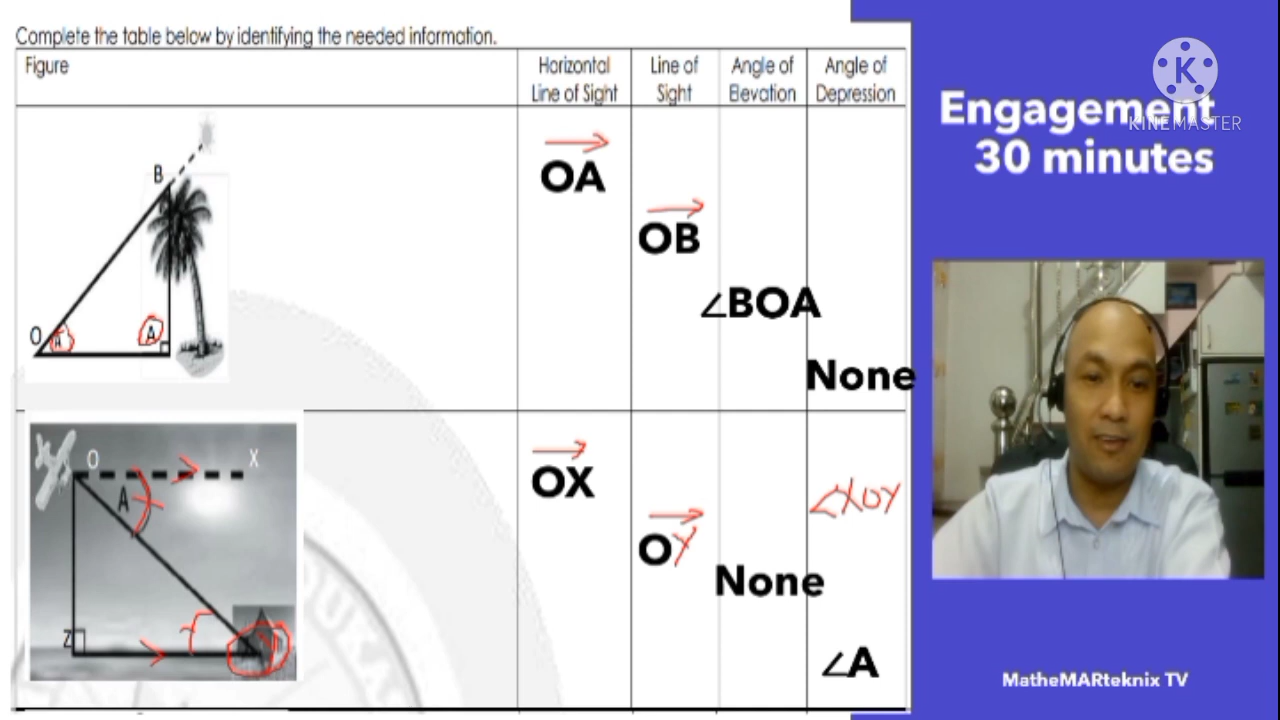 Complete the table below by identifying the needed information.
Figure
Horizontal
Line of Sight
Line of
Sight
Angle of
Elevation
Angle of
Depression
B
O
A
A
OA
OB
∠BOA
None
O
X
A
Z
Y
OX
OY
None
∠XOY
∠A
Engagement
30 minutes
K
KINEMASTER
MatheMARteknix TV